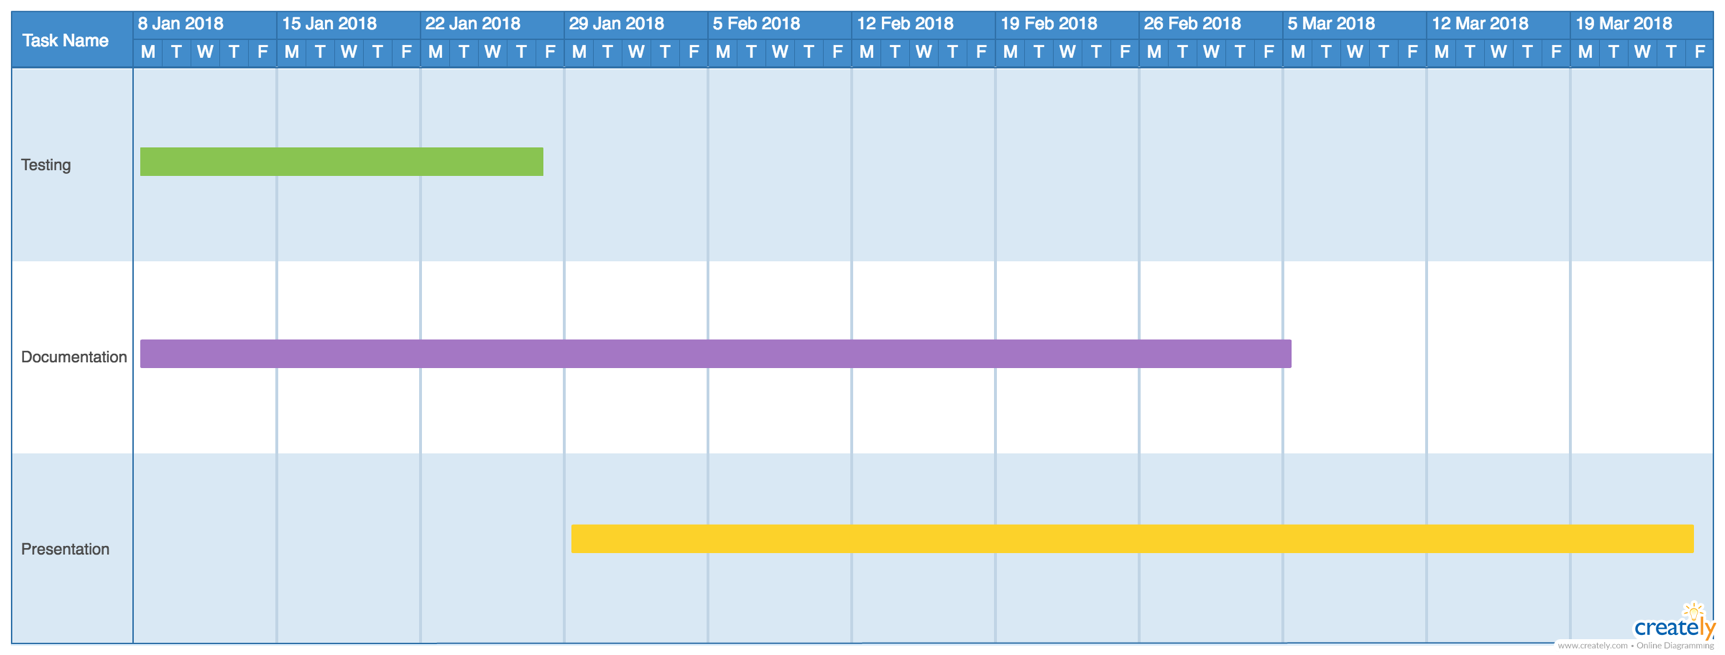 Task Name
8 Jan 2018 15 Jan 2018 22 Jan 2018 29 Jan 2018 5 Feb 2018 12 Feb 2018 19 Feb 2018 26 Feb 2018 5 Mar 2018 12 Mar 2018 19 Mar 2018
M T W T F M T W T F M T W T F M T W T F M T W T F M T W T F M T W T F M T W T F M T W T F M T W T F M T W T F
Testing
Documentation
Presentation
creately
www.creately.com • Online Diagramming